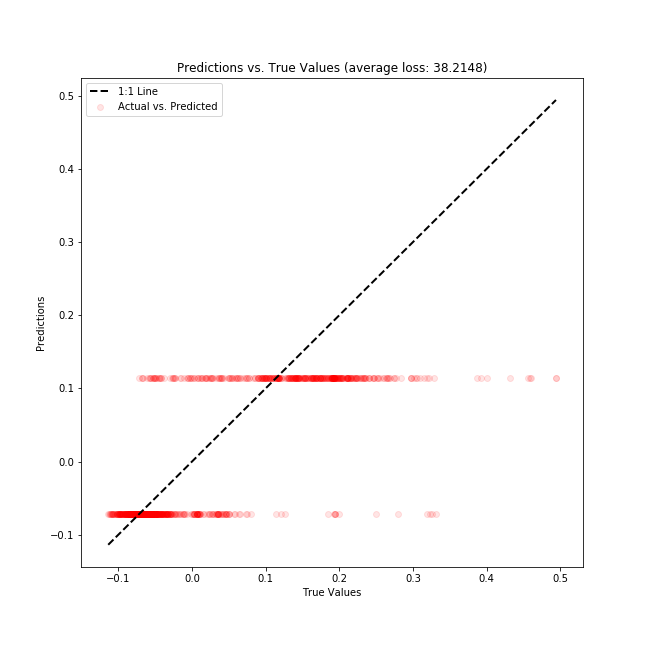 Predictions vs. True Values (average loss: 38.2148)
1:1 Line
Actual vs. Predicted
0.5
0.4
0.3
0.2
0.1
0.0
−0.1
Predictions
−0.1 0.0 0.1 0.2 0.3 0.4 0.5
True Values